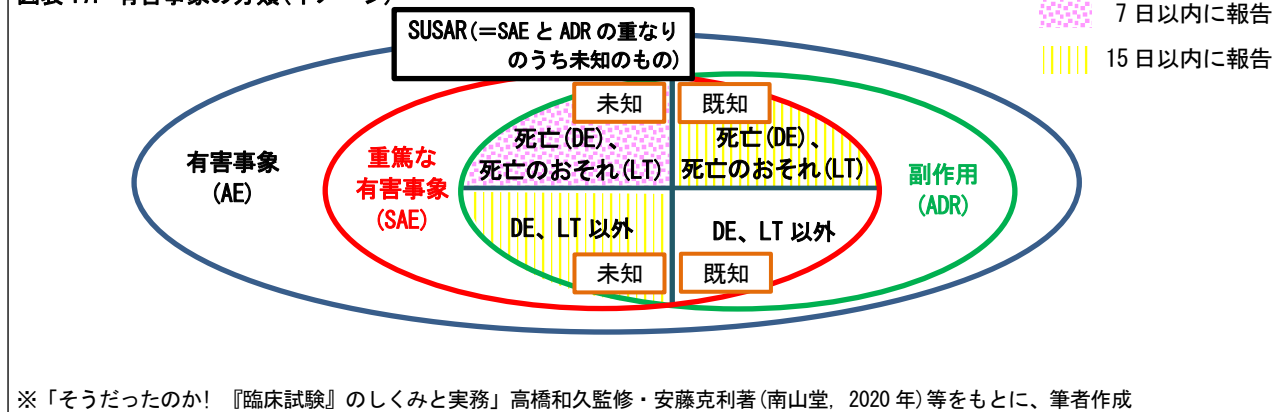 SUSAR(=SAE と ADR の重なり
のうち未知のもの)
7 日以内に報告
15 日以内に報告
未知
既知
死亡(DE)、
死亡のおそれ(LT)
死亡(DE)、
死亡のおそれ(LT)
有害事象
(AE)
重篤な
有害事象
(SAE)
副作用
(ADR)
DE、LT 以外
DE、LT 以外
未知
既知
※「そうだったのか! 『臨床試験』のしくみと実務」高橋和久監修・安藤克利著(南山堂, 2020 年)等をもとに、筆者作成